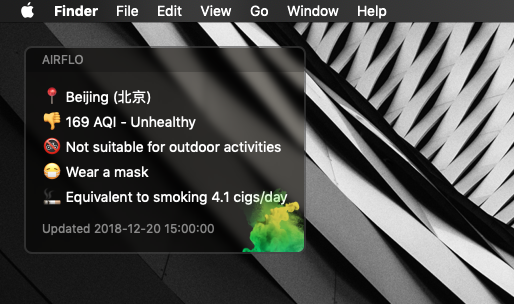 Finder File Edit View Go Window Help
AIRFLO
Beijing (北京)
169 AQI - Unhealthy
Not suitable for outdoor activities
Wear a mask
Equivalent to smoking 4.1 cigs/day
Updated 2018-12-20 15:00:00